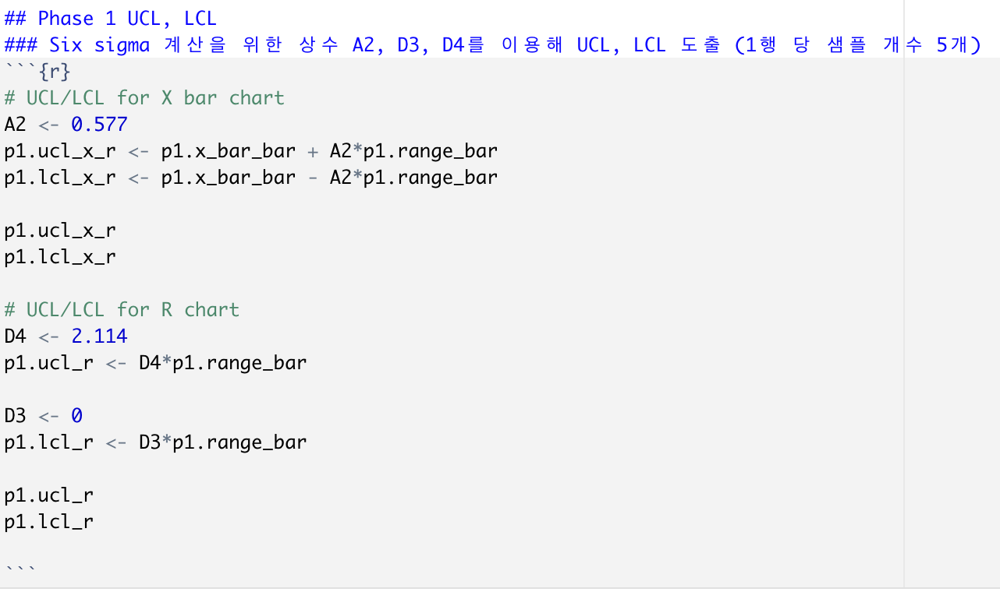 ## Phase 1 UCL, LCL
### Six sigma 계산을 위한 상수 A2, D3, D4를 이용해 UCL, LCL 도출 (1행 당 샘플 개수 5개)
```{r}
# UCL/LCL for X bar chart
A2 <- 0.577
p1.ucl_x_r <- p1.x_bar_bar + A2*p1.range_bar
p1.lcl_x_r <- p1.x_bar_bar - A2*p1.range_bar
p1.ucl_x_r
p1.lcl_x_r
# UCL/LCL for R chart
D4 <- 2.114
p1.ucl_r <- D4*p1.range_bar
D3 <- 0
p1.lcl_r <- D3*p1.range_bar
p1.ucl_r
p1.lcl_r
```